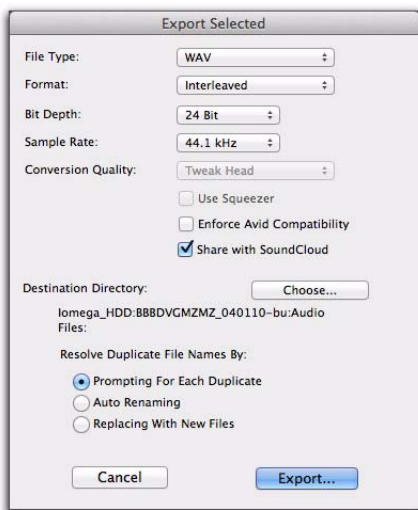 Export Selected
File Type: WAV
Format: Interleaved
Bit Depth: 24 Bit
Sample Rate: 44.1 kHz
Conversion Quality: Tweak Head
Use Squeezer
Enforce Avid Compatibility
Share with SoundCloud
Destination Directory: Choose...
Iomega_HDD:BBBDVGMZMZ_040110-bu:Audio
Files:
Resolve Duplicate File Names By:
Prompting For Each Duplicate
Auto Renaming
Replacing With New Files
Cancel Export...